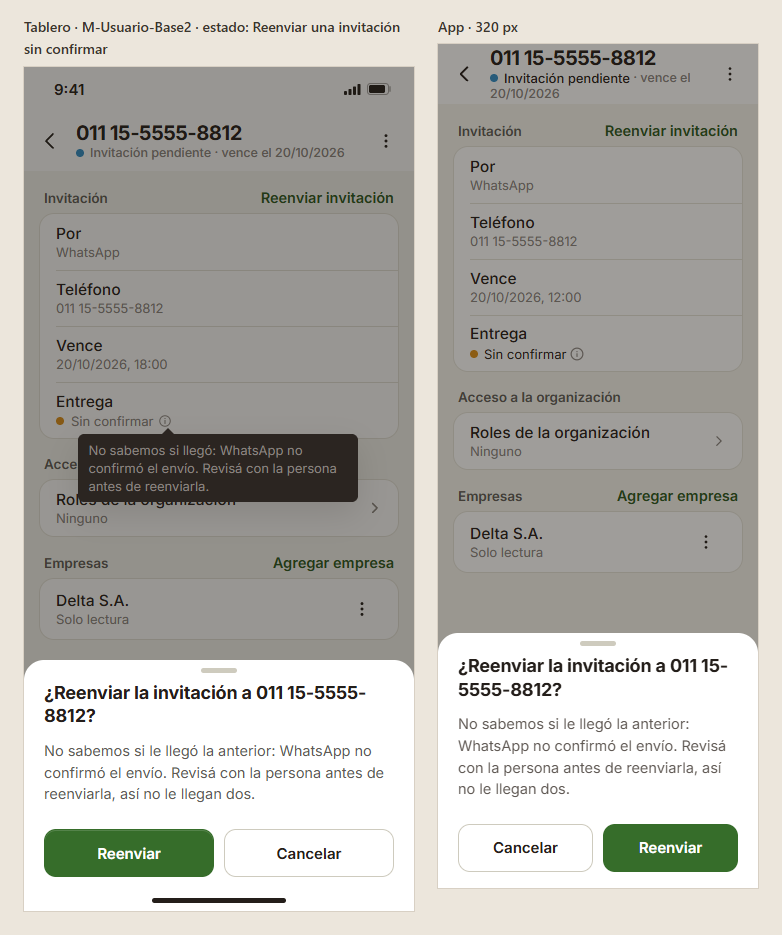 Tablero · M-Usuario-Base2 · estado: Reenviar una invitación
sin confirmar
9:41
011 15-5555-8812
Invitación pendiente · vence el 20/10/2026
Invitación
Reenviar invitación
Por
WhatsApp
Teléfono
011 15-5555-8812
Vence
20/10/2026, 18:00
Entrega
Sin confirmar
No sabemos si llegó: WhatsApp no
confirmó el envío. Revisá con la persona
antes de reenviarla.
Acce
Roles de la organización
Ninguno
Empresas
Agregar empresa
Delta S.A.
Solo lectura
¿Reenviar la invitación a 011 15-5555-
8812?
No sabemos si le llegó la anterior: WhatsApp no
confirmó el envío. Revisá con la persona antes de
reenviarla, así no le llegan dos.
Reenviar
Cancelar
App · 320 px
011 15-5555-8812
Invitación pendiente · vence el
20/10/2026
Invitación
Reenviar invitación
Por
WhatsApp
Teléfono
011 15-5555-8812
Vence
20/10/2026, 12:00
Entrega
Sin confirmar
Acceso a la organización
Roles de la organización
Ninguno
Empresas
Agregar empresa
Delta S.A.
Solo lectura
¿Reenviar la invitación a 011 15-
5555-8812?
No sabemos si le llegó la anterior:
WhatsApp no confirmó el envío. Revisá
con la persona antes de reenviarla, así
no le llegan dos.
Cancelar
Reenviar